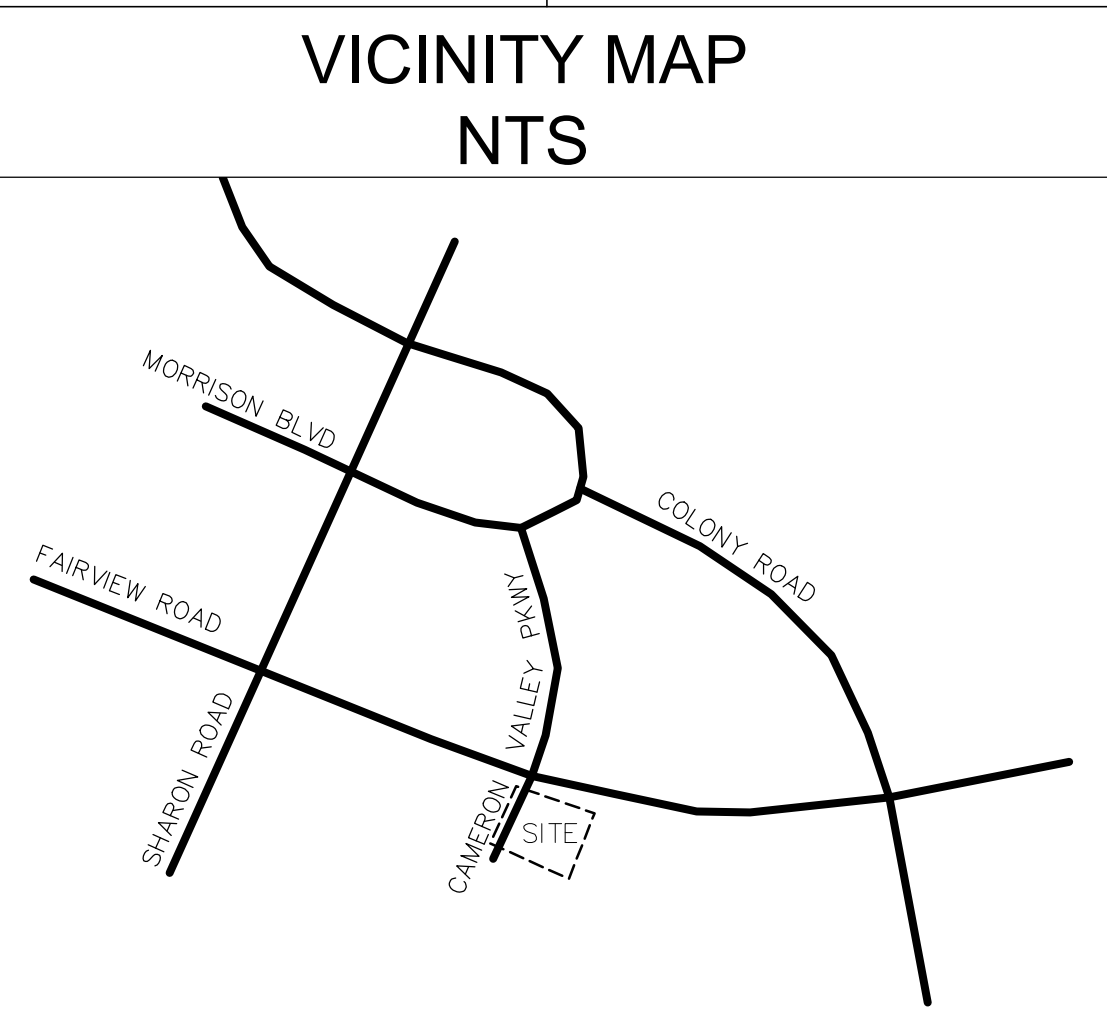 VICINITY MAP
NTS
MORRISON BLVD
COLONY ROAD
FAIRVIEW ROAD
SHARON ROAD
CAMERON VALLEY PKWY
SITE